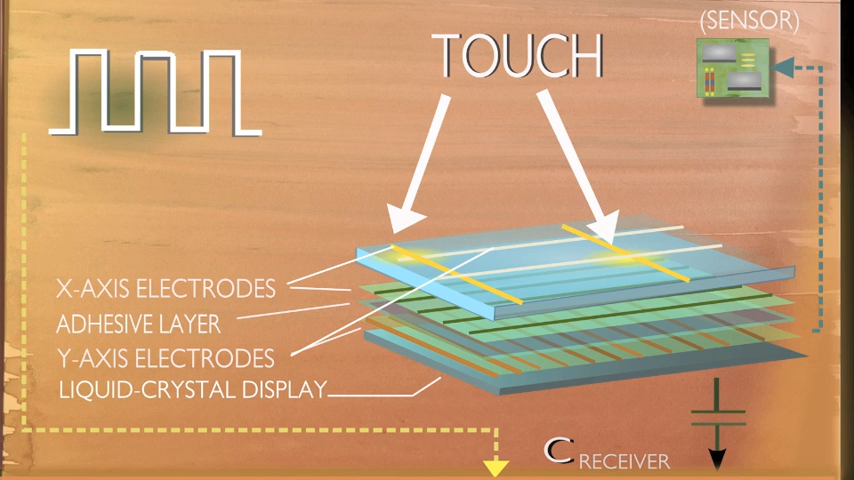 (SENSOR)
TOUCH
X-AXIS ELECTRODES
ADHESIVE LAYER
Y-AXIS ELECTRODES
LIQUID-CRYSTAL DISPLAY
C RECEIVER